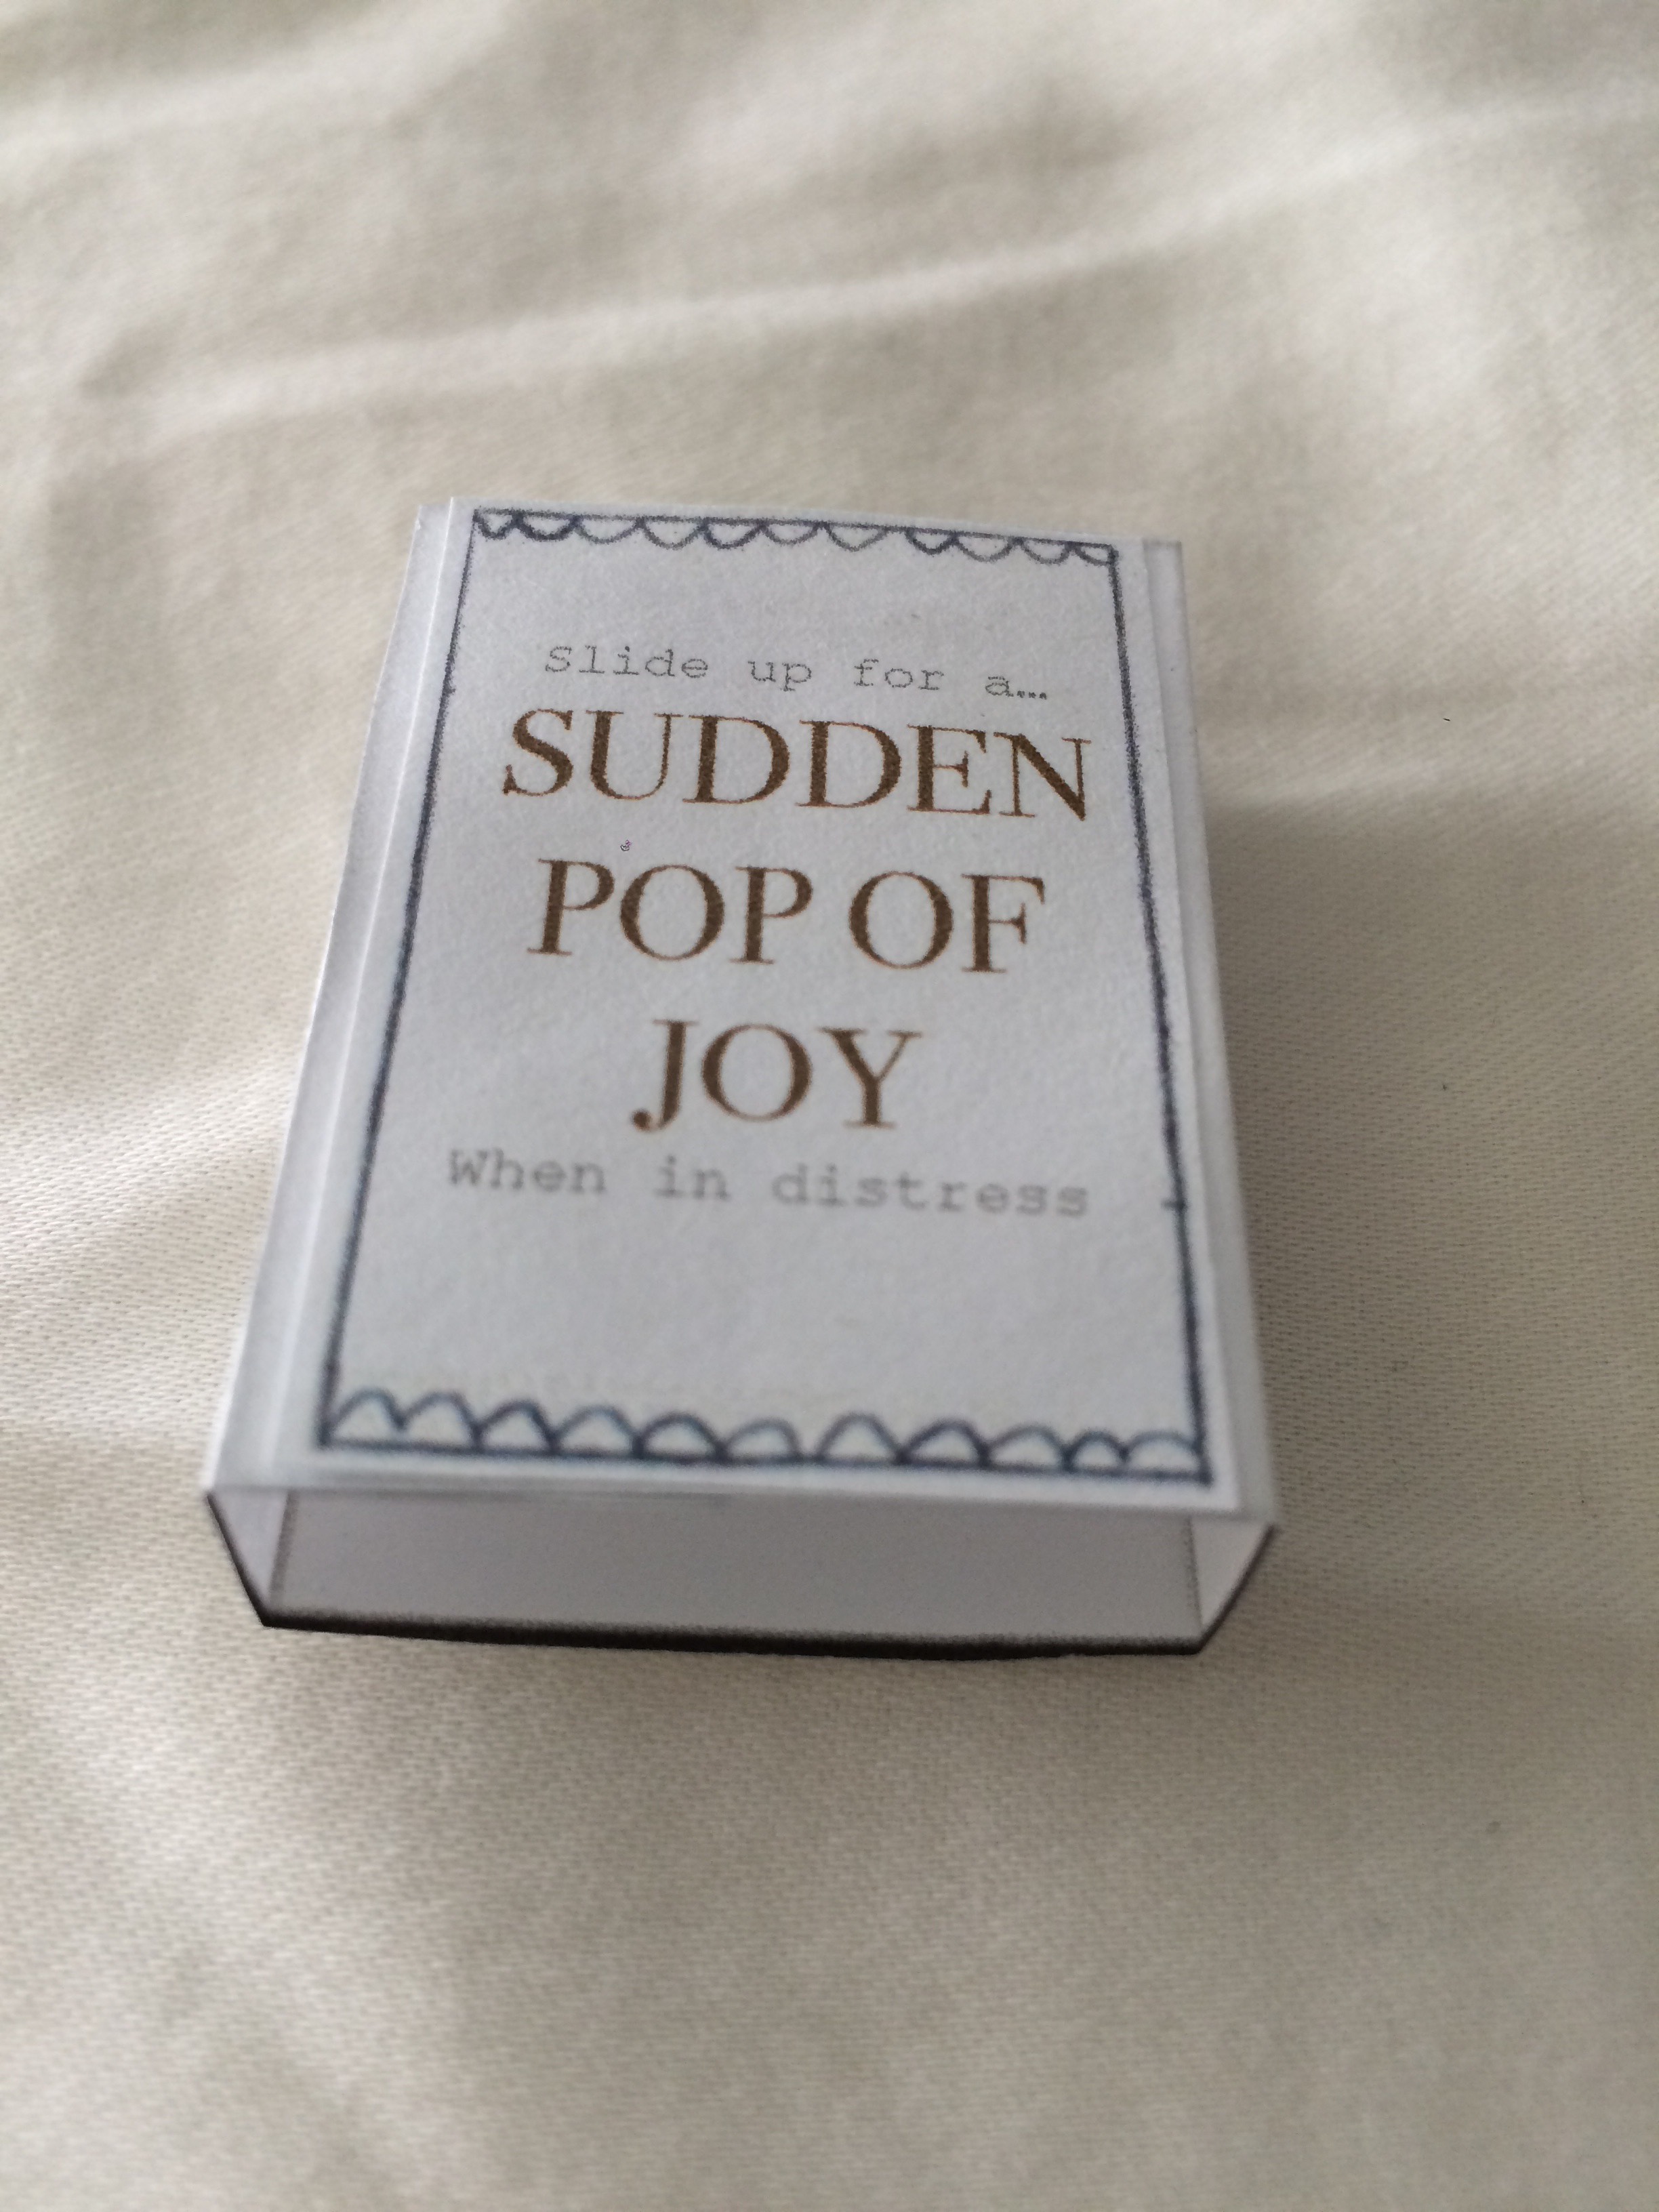 Slide up for a...
SUDDEN
POP OF
JOY
When in distress